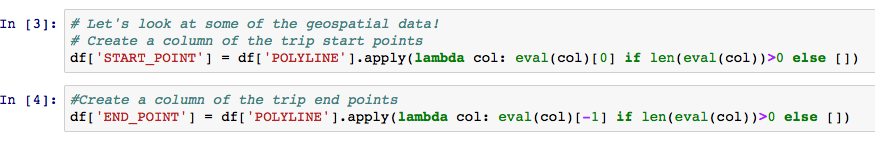 In [3]: # Let's look at some of the geospatial data!
# Create a column of the trip start points
df['START_POINT'] = df['POLYLINE'].apply(lambda col: eval(col)[0] if len(eval(col))>0 else [])
In [4]: #Create a column of the trip end points
df['END_POINT'] = df['POLYLINE'].apply(lambda col: eval(col)[-1] if len(eval(col))>0 else [])